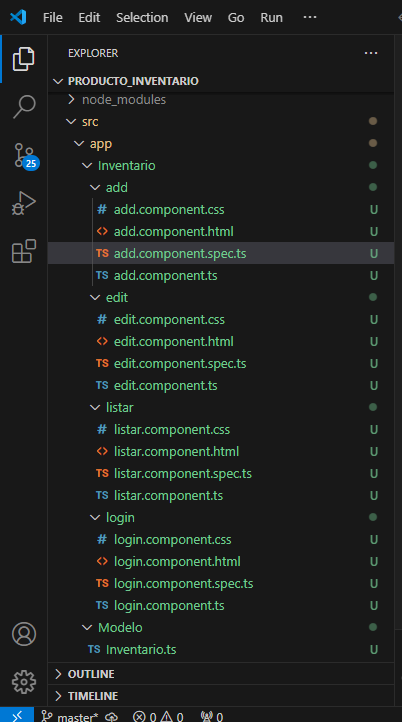 File Edit Selection View Go Run ...
EXPLORER ...
PRODUCTO_INVENTARIO
node_modules
src
app
Inventario
add
# add.component.css U
<> add.component.html U
TS add.component.spec.ts U
TS add.component.ts U
edit
# edit.component.css U
<> edit.component.html U
TS edit.component.spec.ts U
TS edit.component.ts U
listar
# listar.component.css U
<> listar.component.html U
TS listar.component.spec.ts U
TS listar.component.ts U
login
# login.component.css U
<> login.component.html U
TS login.component.spec.ts U
TS login.component.ts U
Modelo
TS Inventario.ts U
OUTLINE
TIMELINE
25
master* 0 0 0